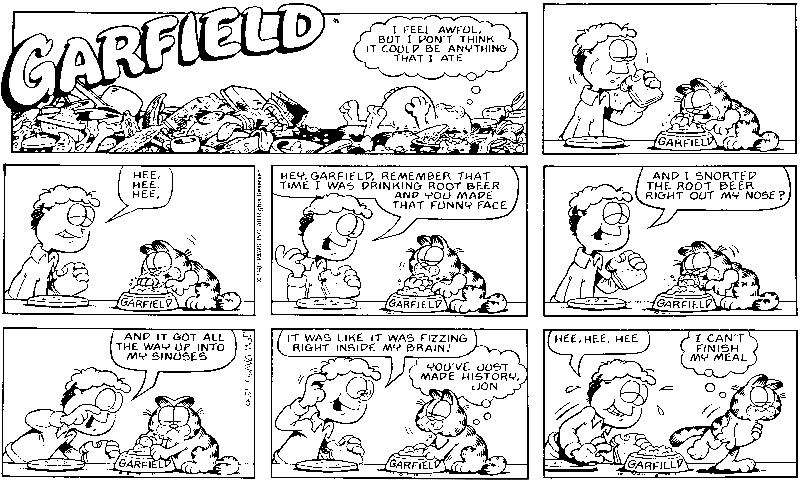 GARFIELD
I FEEL AWFUL,
BUT I DON'T THINK
IT COULD BE ANYTHING
THAT I ATE
GARFIELD
HEE,
HEE,
HEE,
GARFIELD
HEY, GARFIELD, REMEMBER THAT
TIME I WAS DRINKING ROOT BEER
AND YOU MADE
THAT FUNNY FACE
GARFIELD
AND I SNORTED
THE ROOT BEER
RIGHT OUT MY NOSE?
GARFIELD
AND IT GOT ALL
THE WAY UP INTO
MY SINUSES
GARFIELD
IT WAS LIKE IT WAS FIZZING
RIGHT INSIDE MY BRAIN!
YOU'VE JUST
MADE HISTORY,
JON
GARFIELD
HEE, HEE, HEE
I CAN'T
FINISH
MY MEAL
GARFIELD